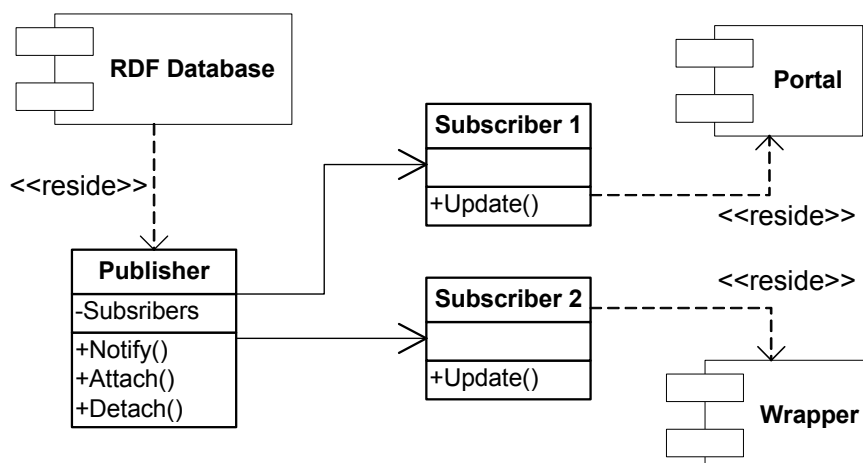 RDF Database
Portal
Subscriber 1
+Update()
<<reside>>
<<reside>>
Publisher
-Subsribers
+Notify()
+Attach()
+Detach()
Subscriber 2
+Update()
<<reside>>
Wrapper